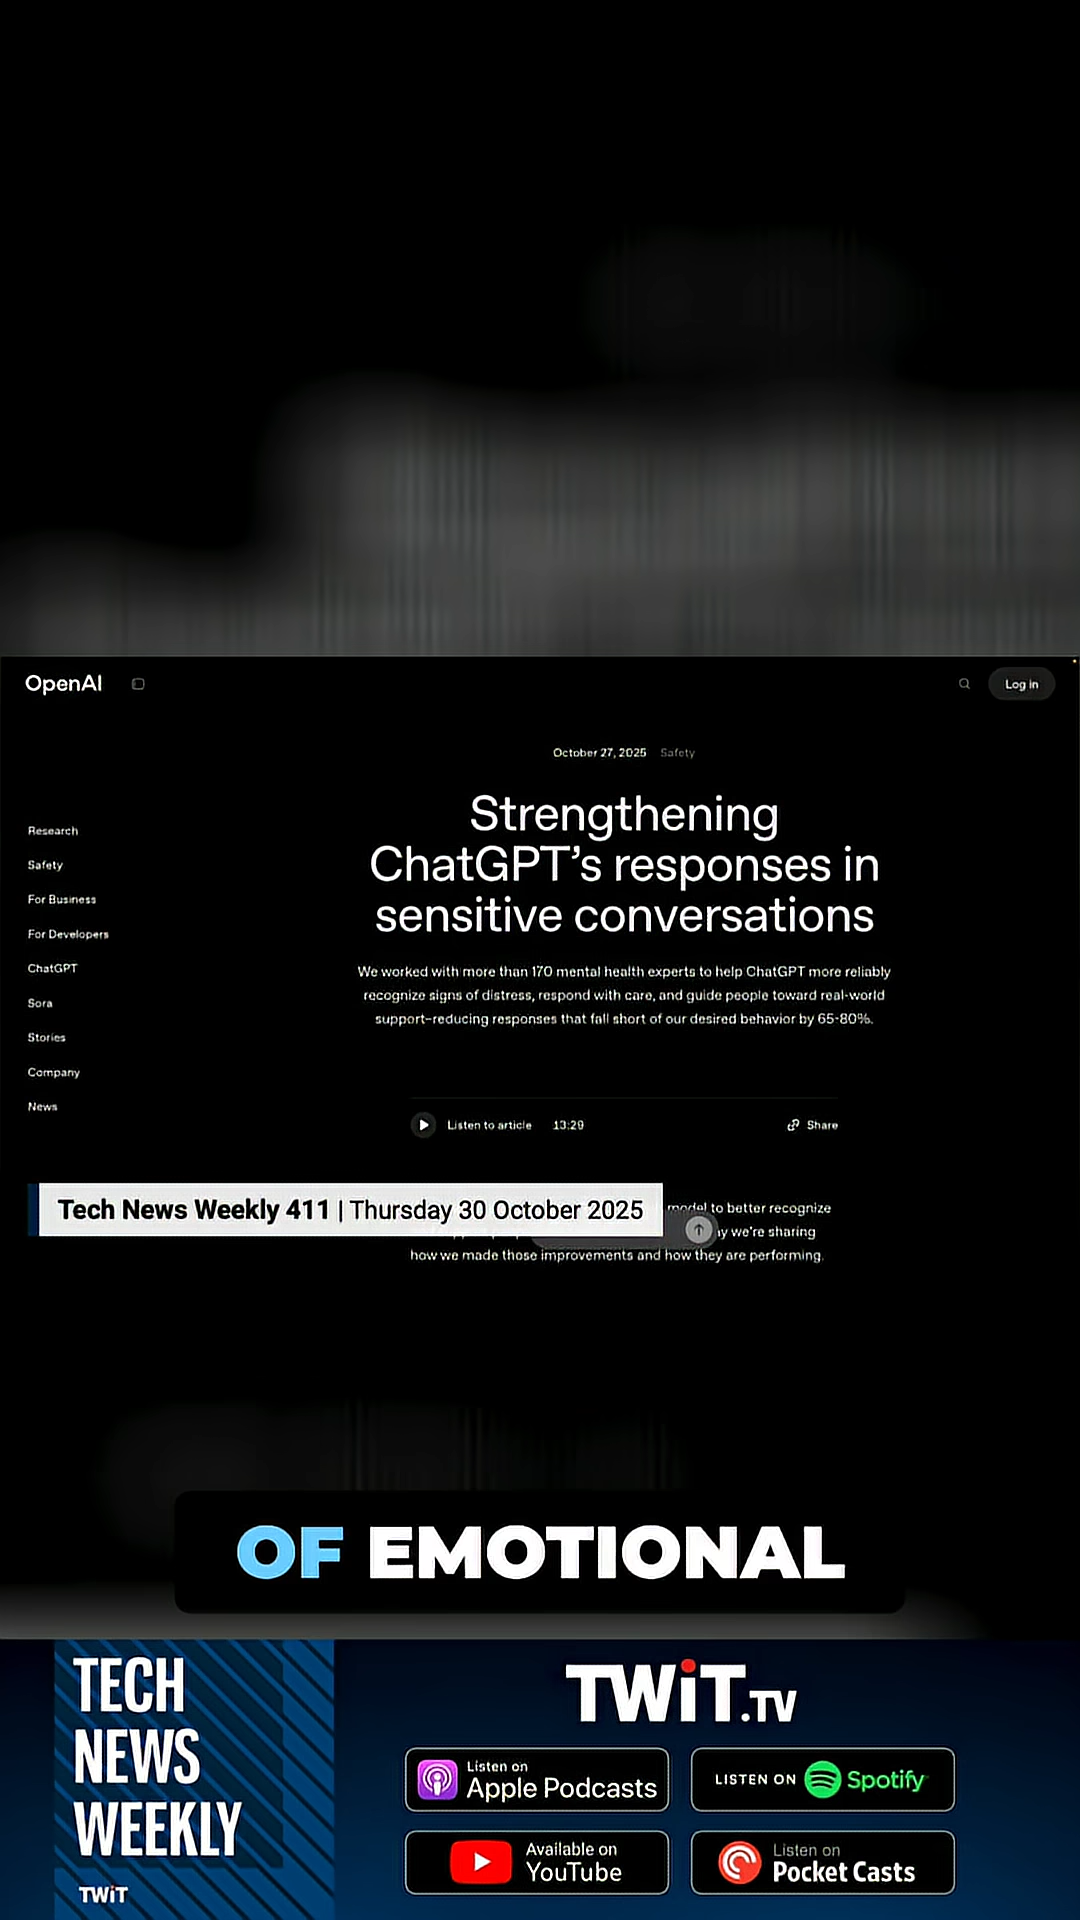 OpenAI
Log in
October 27, 2025 Safety
Strengthening
ChatGPT's responses in
sensitive conversations
We worked with more than 170 mental health experts to help ChatGPT more reliably
recognize signs of distress, respond with care, and guide people toward real-world
support–reducing responses that fall short of our desired behavior by 65-80%.
Research
Safety
For Business
For Developers
ChatGPT
Sora
Stories
Company
News
Listen to article 13:29 Share
Tech News Weekly 411 | Thursday 30 October 2025
model to better recognize
we're sharing
how we made those improvements and how they are performing.
OF EMOTIONAL
TECH
NEWS
WEEKLY
TWiT
TWiT.TV
Listen on
Apple Podcasts
LISTEN ON Spotify
Available on
YouTube
Listen on
Pocket Casts